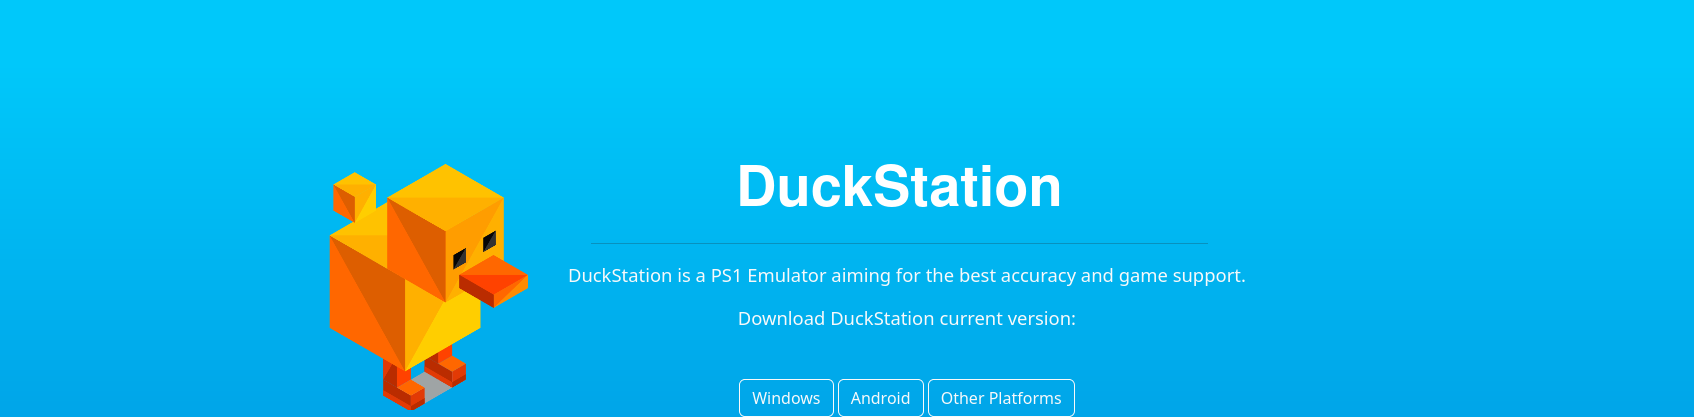 DuckStation
DuckStation is a PS1 Emulator aiming for the best accuracy and game support.
Download DuckStation current version:
Windows Android Other Platforms